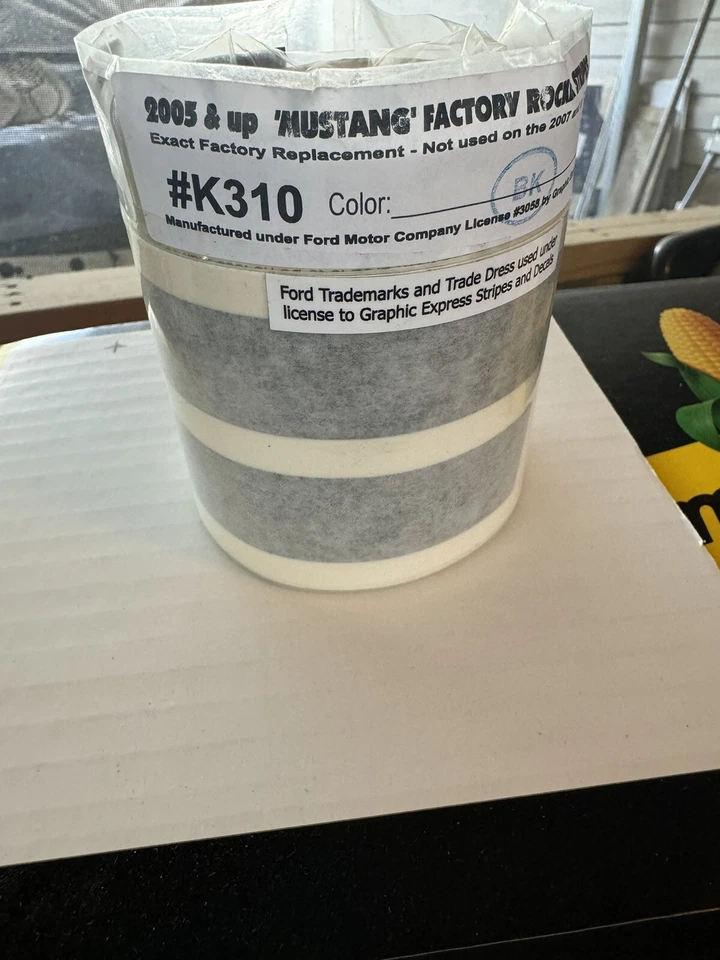 2005 & up 'MUSTANG' FACTORY
Exact Factory Replacement - Not used on the 2007
#K310 Color:
BK
Manufactured under Ford Motor Company License #3058 by
Ford Trademarks and Trade Dress used under
license to Graphic Express Stripes and Decals